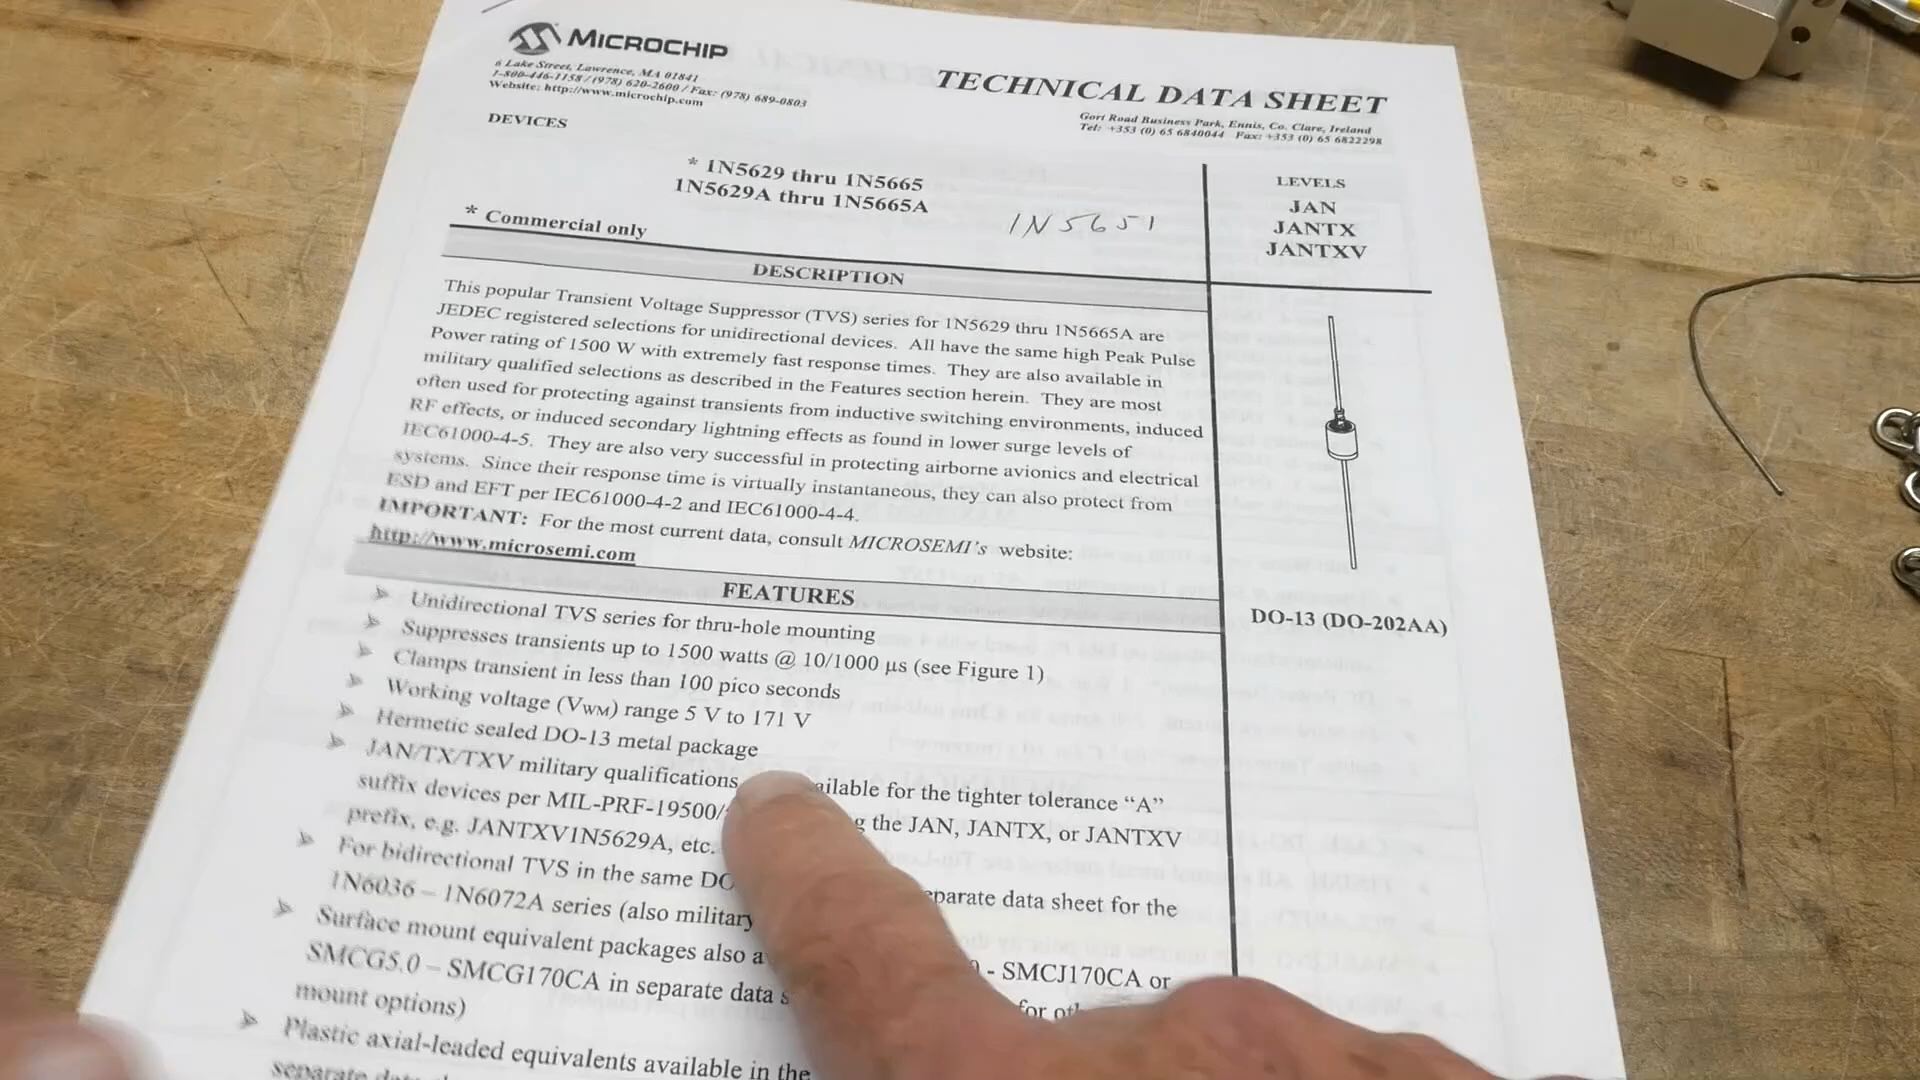 MICROCHIP
6 Lake Street, Lawrence, MA 01841
1-800-446-1158 / (978) 620-2600 / Fax: (978) 689-0803
Website: http://www.microchip.com
TECHNICAL DATA SHEET
Gort Road Business Park, Ennis, Co. Clare, Ireland
Tel: +353 (0) 65 6840044 Fax: +353 (0) 65 6822298
DEVICES
* 1N5629 thru 1N5665
1N5629A thru 1N5665A
* Commercial only
1N5651
LEVELS
JAN
JANTX
JANTXV
DESCRIPTION
This popular Transient Voltage Suppressor (TVS) series for 1N5629 thru 1N5665A are
JEDEC registered selections for unidirectional devices. All have the same high Peak Pulse
Power rating of 1500 W with extremely fast response times. They are also available in
military qualified selections as described in the Features section herein. They are most
often used for protecting against transients from inductive switching environments, induced
RF effects, or induced secondary lightning effects as found in lower surge levels of
IEC61000-4-5. They are also very successful in protecting airborne avionics and electrical
systems. Since their response time is virtually instantaneous, they can also protect from
ESD and EFT per IEC61000-4-2 and IEC61000-4-4.
IMPORTANT: For the most current data, consult MICROSEMI's website:
http://www.microsemi.com
FEATURES
➤ Unidirectional TVS series for thru-hole mounting
➤ Suppresses transients up to 1500 watts @ 10/1000 µs (see Figure 1)
➤ Clamps transient in less than 100 pico seconds
➤ Working voltage (VWM) range 5 V to 171 V
➤ Hermetic sealed DO-13 metal package
➤ JAN/TX/TXV military qualifications ailable for the tighter tolerance “A”
suffix devices per MIL-PRF-19500/ g the JAN, JANTX, or JANTXV
prefix, e.g. JANTXV1N5629A, etc.
➤ For bidirectional TVS in the same DO parate data sheet for the
1N6036 – 1N6072A series (also military
➤ Surface mount equivalent packages also a - SMCJ170CA or
SMCG5.0 – SMCG170CA in separate data s for ot
mount options)
➤ Plastic axial-leaded equivalents available in the
separate
DO-13 (DO-202AA)